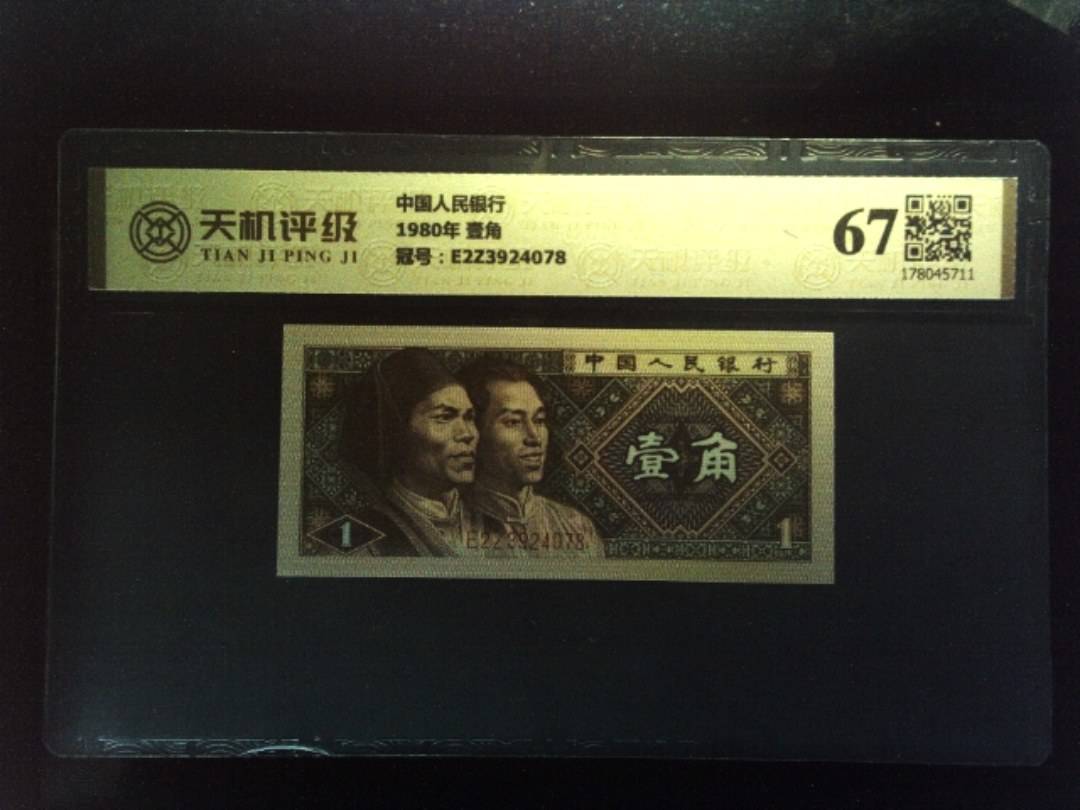 天机评级
TIAN JI PING JI
中国人民银行
1980年 壹角
冠号：E2Z3924078
67
178045711
中国人民银行
壹角
1
E2Z3924078
1